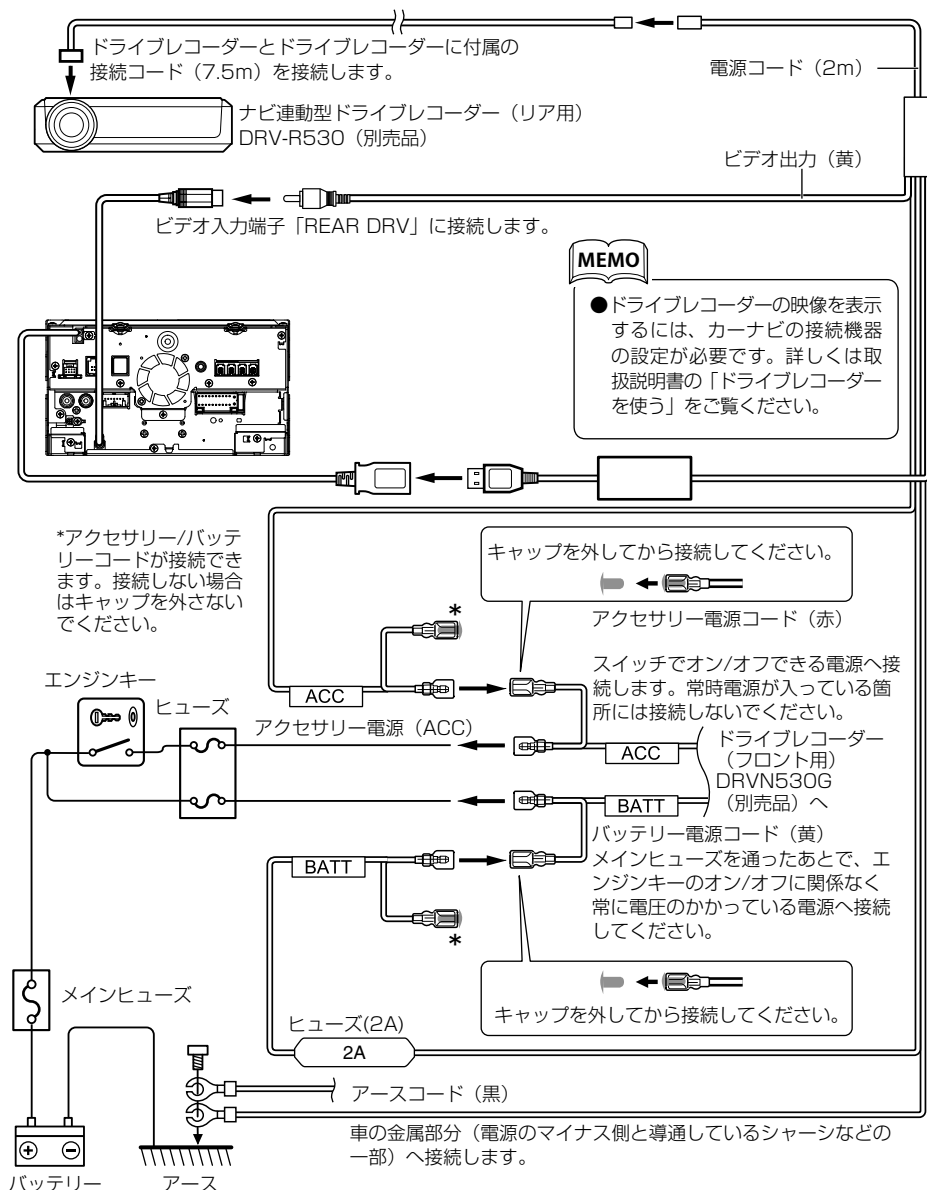 ドライブレコーダーとドライブレコーダーに付属の
接続コード（7.5m）を接続します。
電源コード（2m）
ナビ連動型ドライブレコーダー（リア用）
DRV-R530（別売品）
ビデオ出力（黄）
ビデオ入力端子「REAR DRV」に接続します。
MEMO
●ドライブレコーダーの映像を表示
するには、カーナビの接続機器
の設定が必要です。詳しくは取
扱説明書の「ドライブレコーダー
を使う」をご覧ください。
*アクセサリー/バッテ
リーコードが接続でき
ます。接続しない場合
はキャップを外さない
でください。
キャップを外してから接続してください。
アクセサリー電源コード（赤）
*
スイッチでオン/オフできる電源へ接
続します。常時電源が入っている箇
所には接続しないでください。
エンジンキー
ヒューズ
ACC
アクセサリー電源（ACC）
ACC
ドライブレコーダー
（フロント用）
DRVN530G
（別売品）へ
BATT
バッテリー電源コード（黄）
メインヒューズを通ったあとで、エ
ンジンキーのオン/オフに関係なく
常に電圧のかかっている電源へ接続
してください。
BATT
*
メインヒューズ
キャップを外してから接続してください。
ヒューズ(2A)
2A
アースコード（黒）
車の金属部分（電源のマイナス側と導通しているシャーシなどの
一部）へ接続します。
バッテリー
アース